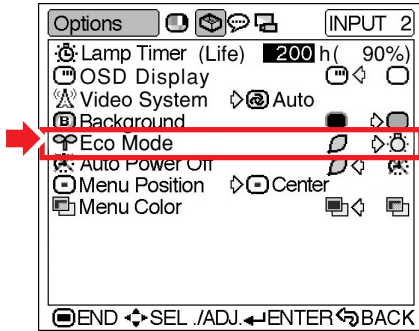 Options INPUT 2
Lamp Timer (Life) 200 h( 90%)
OSD Display
Video System Auto
B Background
Eco Mode
Auto Power Off
Menu Position Center
Menu Color
END SEL ./ADJ. ENTER BACK